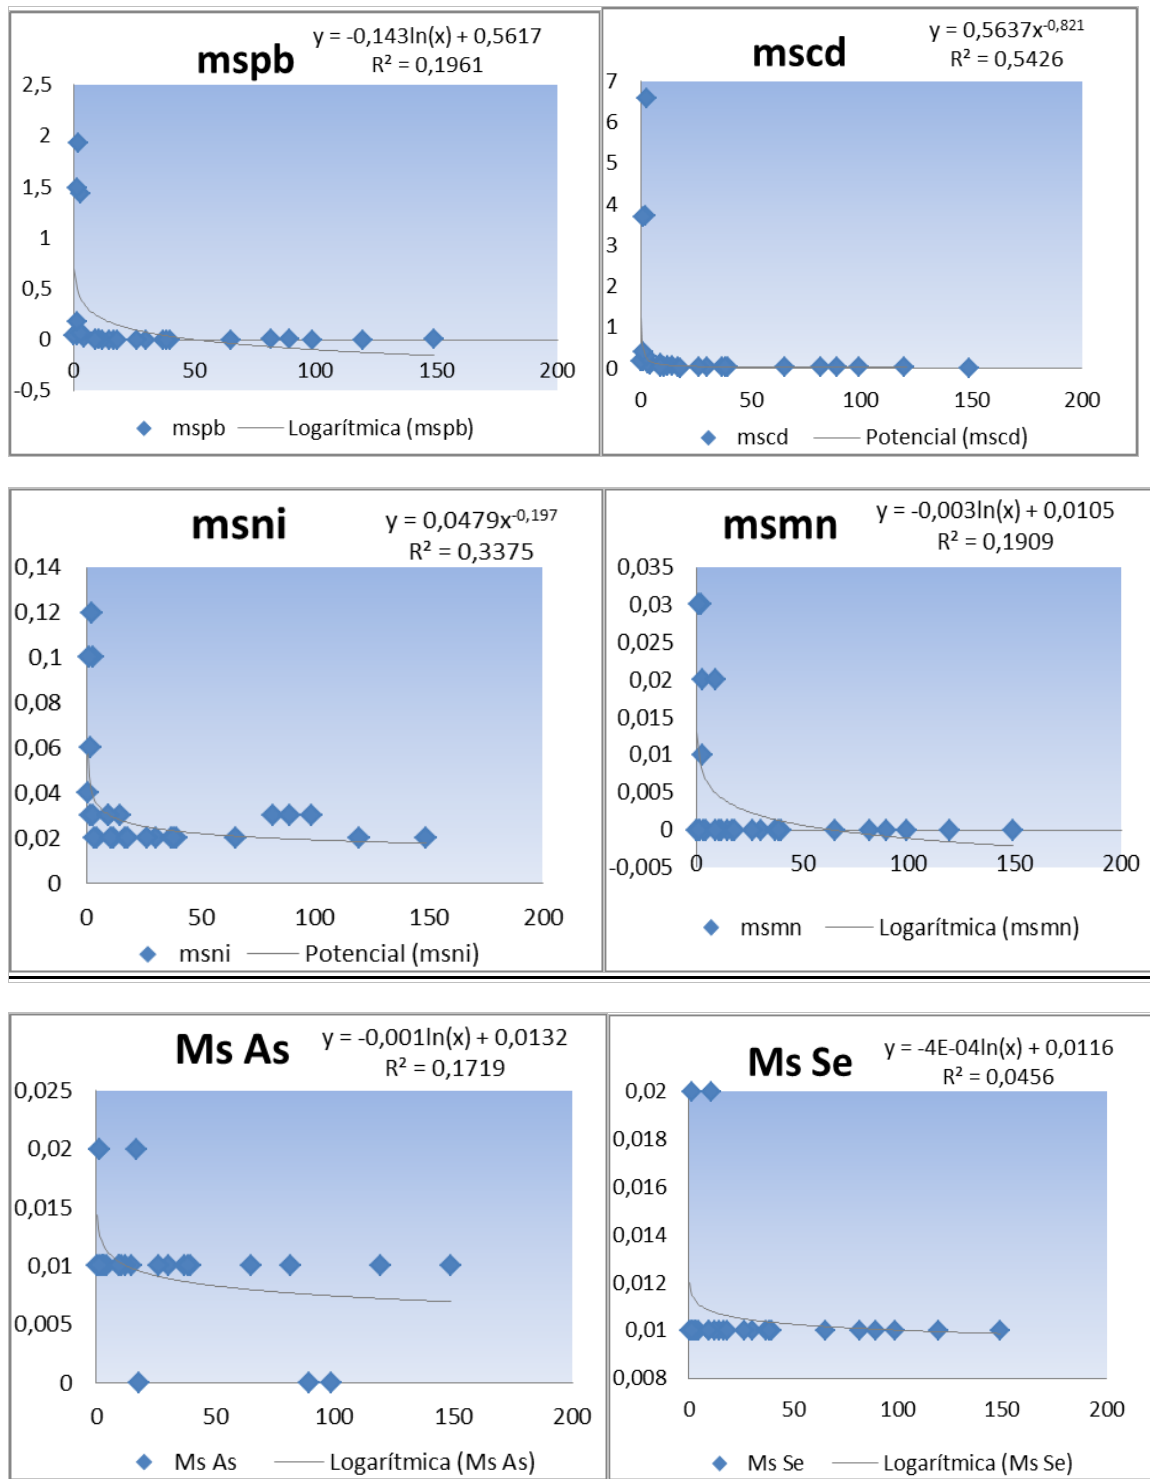 mspb
y = -0,143ln(x) + 0,5617
R² = 0,1961
2,5
2
1,5
1
0,5
0
-0,5
0 50 100 150 200
mspb Logarítmica (mspb)
mscd
y = 0,5637x^-0,821
R² = 0,5426
7
6
5
4
3
2
1
0
0 50 100 150 200
mscd Potencial (mscd)
msni
y = 0,0479x^-0,197
R² = 0,3375
0,14
0,12
0,1
0,08
0,06
0,04
0,02
0
0 50 100 150 200
msni Potencial (msni)
msmn
y = -0,003ln(x) + 0,0105
R² = 0,1909
0,035
0,03
0,025
0,02
0,015
0,01
0,005
0
-0,005
0 50 100 150 200
msmn Logarítmica (msmn)
Ms As
y = -0,001ln(x) + 0,0132
R² = 0,1719
0,025
0,02
0,015
0,01
0,005
0
0 50 100 150 200
Ms As Logarítmica (Ms As)
Ms Se
y = -4E-04ln(x) + 0,0116
R² = 0,0456
0,02
0,018
0,016
0,014
0,012
0,01
0,008
0 50 100 150 200
Ms Se Logarítmica (Ms Se)